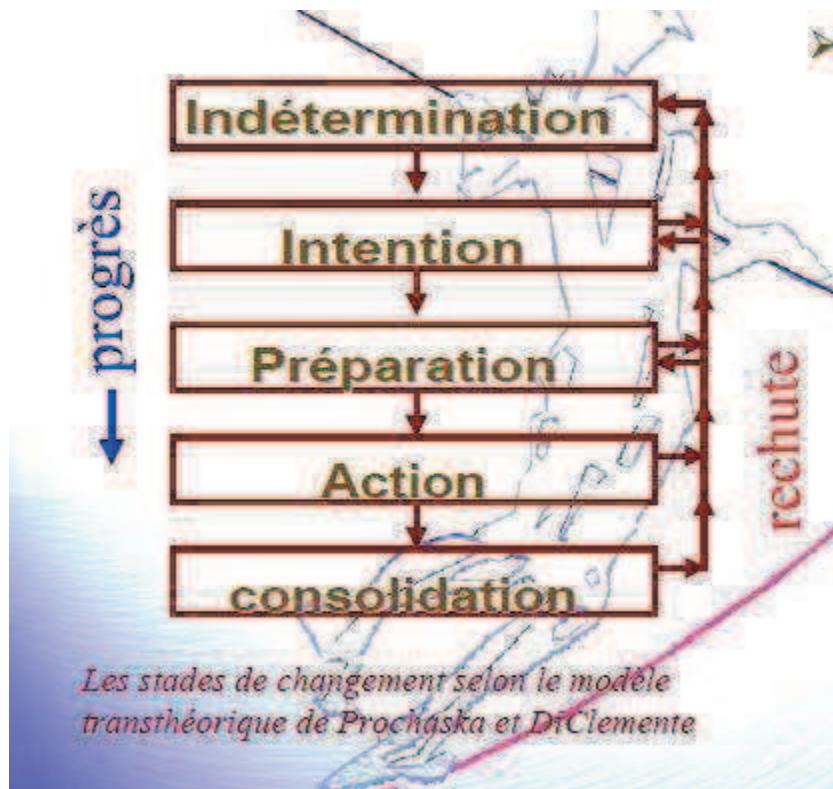 Indétermination
Intention
Préparation
Action
consolidation
progrès
rechute
Les stades de changement selon le modèle
transthéorique de Prochaska et DiClemente